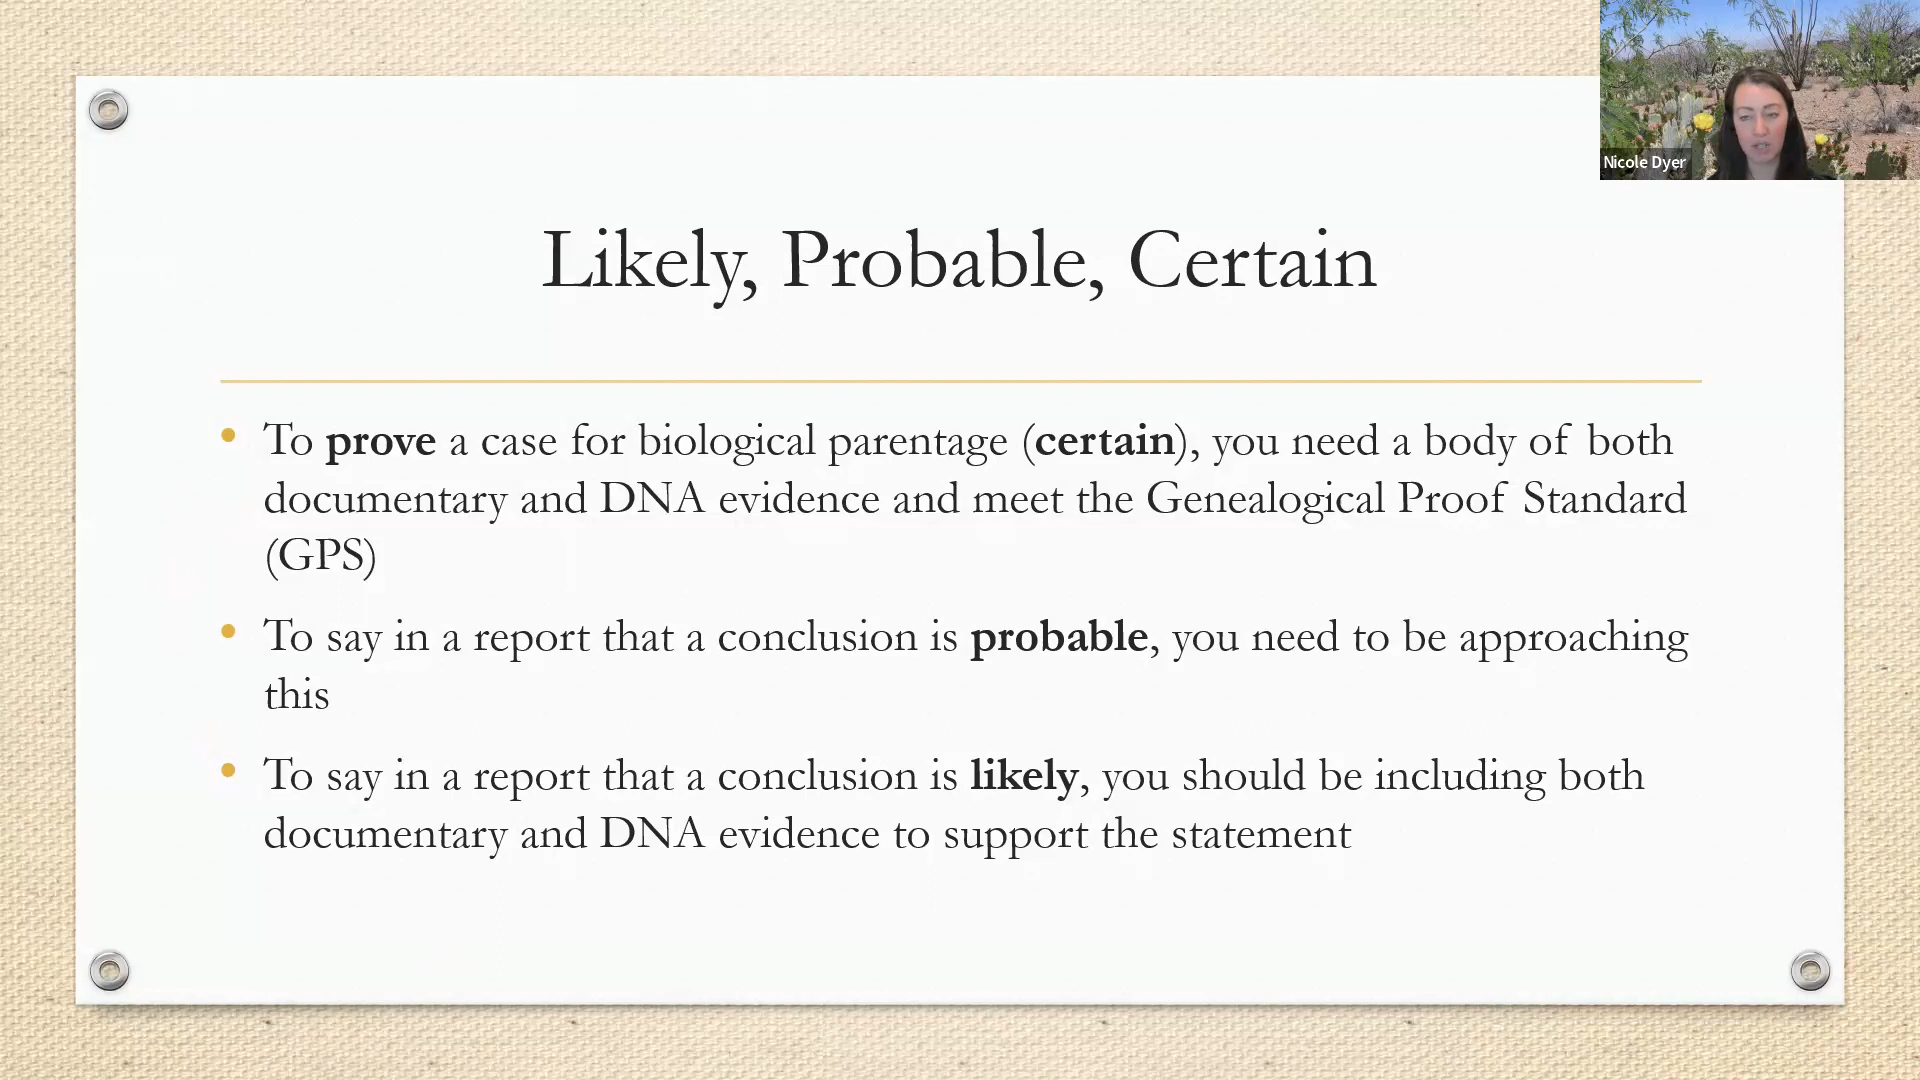 Nicole Dyer
Likely, Probable, Certain
To prove a case for biological parentage (certain), you need a body of both
documentary and DNA evidence and meet the Genealogical Proof Standard
(GPS)
To say in a report that a conclusion is probable, you need to be approaching
this
To say in a report that a conclusion is likely, you should be including both
documentary and DNA evidence to support the statement